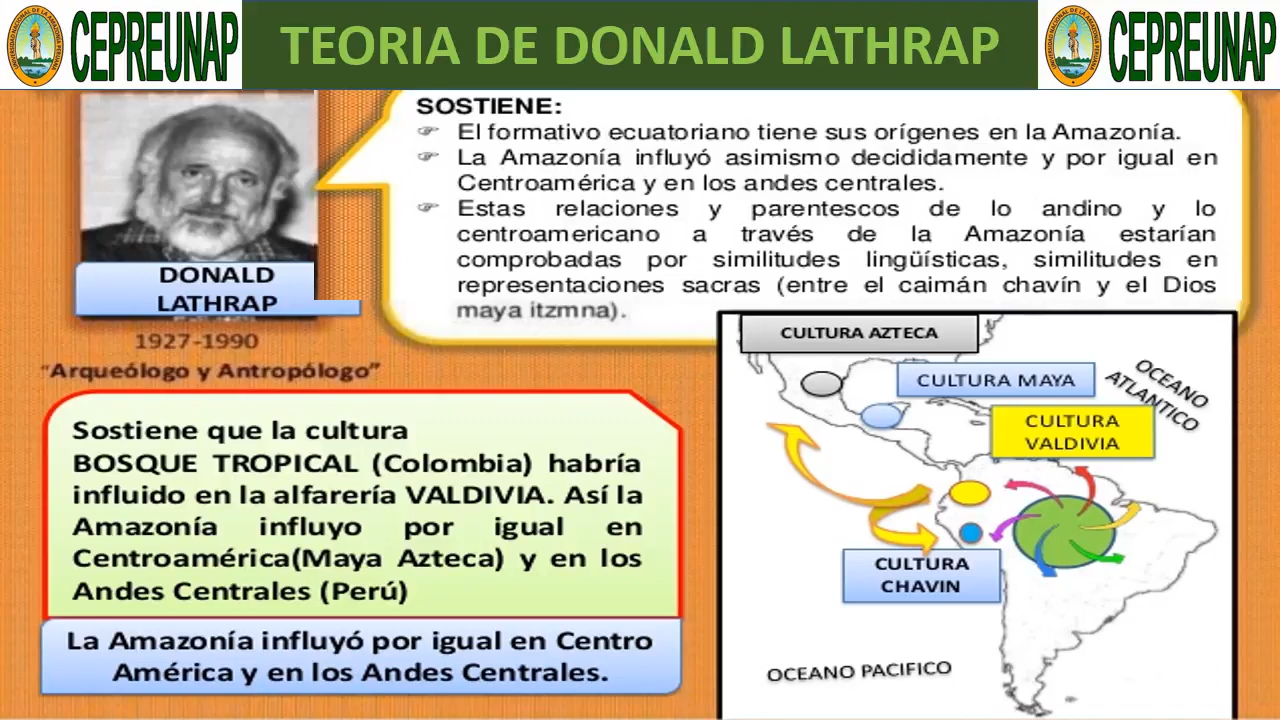 CEPREUNAP
TEORIA DE DONALD LATHRAP
CEPREUNAP
SOSTIENE:
El formativo ecuatoriano tiene sus orígenes en la Amazonía.
La Amazonía influyó asimismo decididamente y por igual en
Centroamérica y en los andes centrales.
Estas relaciones y parentescos de lo andino y lo
centroamericano a través de la Amazonía estarían
comprobadas por similitudes lingüísticas, similitudes en
representaciones sacras (entre el caimán chavín y el Dios
maya itzmna).
DONALD
LATHRAP
1927-1990
"Arqueólogo y Antropólogo"
Sostiene que la cultura
BOSQUE TROPICAL (Colombia) habría
influido en la alfarería VALDIVIA. Así la
Amazonía influyo por igual en
Centroamérica(Maya Azteca) y en los
Andes Centrales (Perú)
La Amazonía influyó por igual en Centro
América y en los Andes Centrales.
CULTURA AZTECA
CULTURA MAYA
OCEANO
ATLANTICO
CULTURA
VALDIVIA
CULTURA
CHAVIN
OCEANO PACIFICO